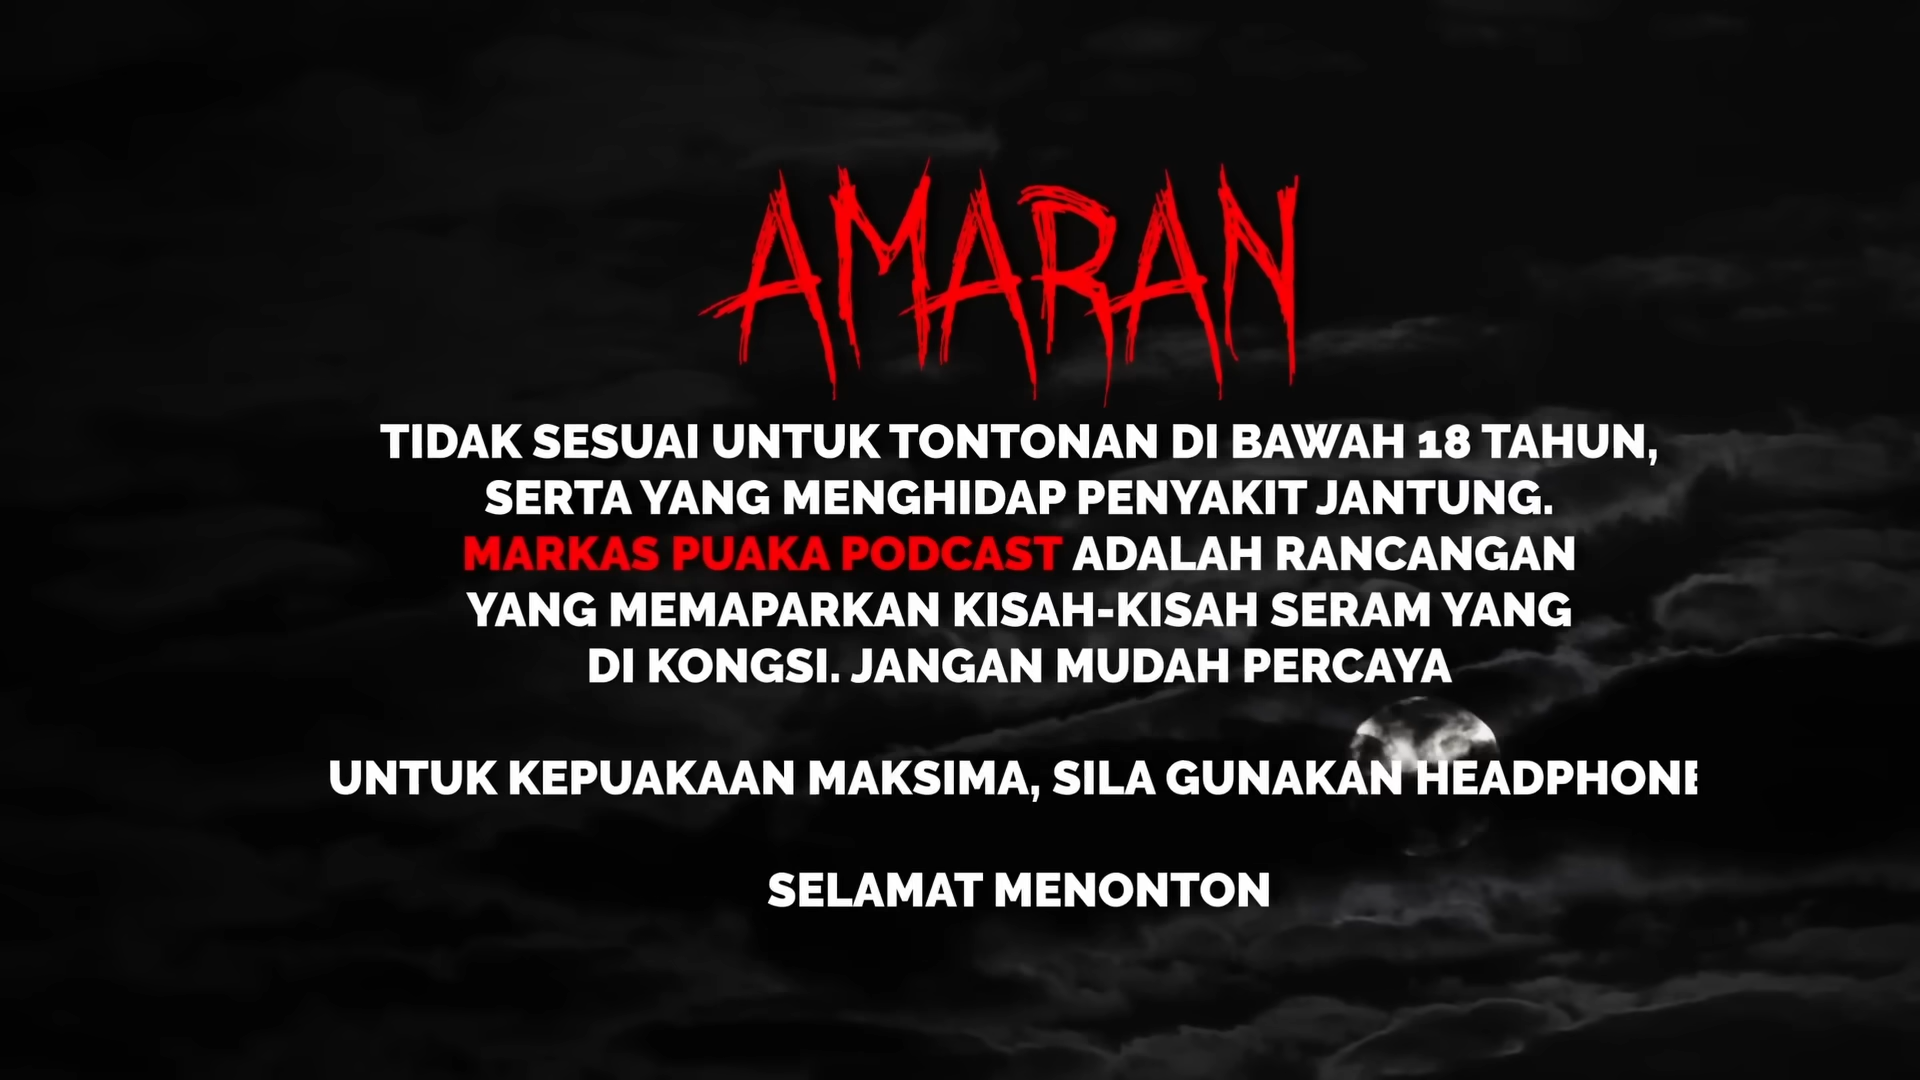 AMARAN
TIDAK SESUAI UNTUK TONTONAN DI BAWAH 18 TAHUN,
SERTA YANG MENGHIDAP PENYAKIT JANTUNG.
MARKAS PUAKA PODCAST ADALAH RANCANGAN
YANG MEMAPARKAN KISAH-KISAH SERAM YANG
DI KONGSI. JANGAN MUDAH PERCAYA
UNTUK KEPUAKAAN MAKSIMA, SILA GUNAKAN HEADPHONE
SELAMAT MENONTON